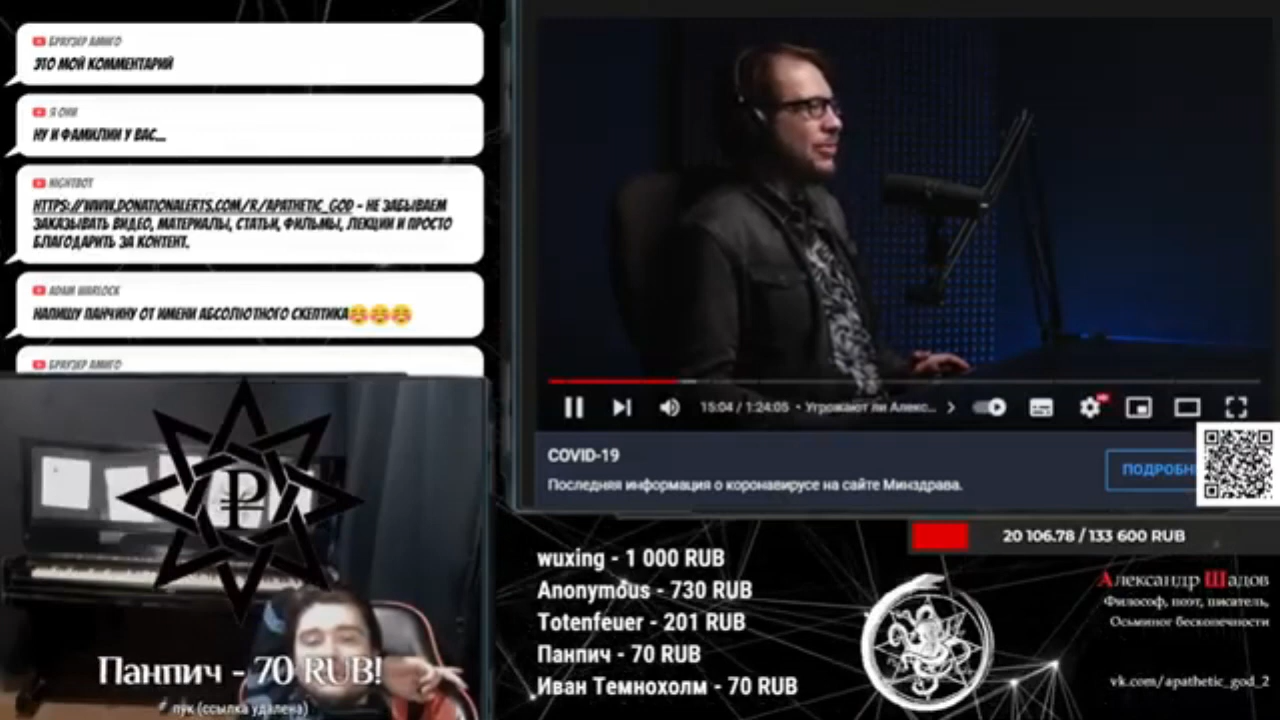 БРАУЗЕР АМИГО
ЭТО МОЙ КОММЕНТАРИЙ
Я ОНИ
НУ И ФАМИЛИИ У ВАС...
NIGHTBOT
HTTPS://WWW.DONATIONALERTS.COM/R/APATHETIC_GOD - НЕ ЗАБЫВАЕМ
ЗАКАЗЫВАТЬ ВИДЕО, МАТЕРИАЛЫ, СТАТЬИ, ФИЛЬМЫ, ЛЕКЦИИ И ПРОСТО
БЛАГОДАРИТЬ ЗА КОНТЕНТ.
ADAM WARLOCK
НАПИШУ ПАНЧИНУ ОТ ИМЕНИ АБСОЛЮТНОГО СКЕПТИКА☺️☺️☺️
БРАУЗЕР АМИГО
15:04 / 1:24:05 • Угрожают ли Алекс...
COVID-19
Последняя информация о коронавирусе на сайте Минздрава.
ПОДРОБН
20 106.78 / 133 600 RUB
wuxing - 1 000 RUB
Anonymous - 730 RUB
Totenfeuer - 201 RUB
Панпич - 70 RUB
Иван Темнохолм - 70 RUB
Александр Шадов
Философ, поэт, писатель,
Осьминог бесконечности
vk.com/apathetic_god_2
₽
Панпич - 70 RUB!
пук (ссылка удалена)